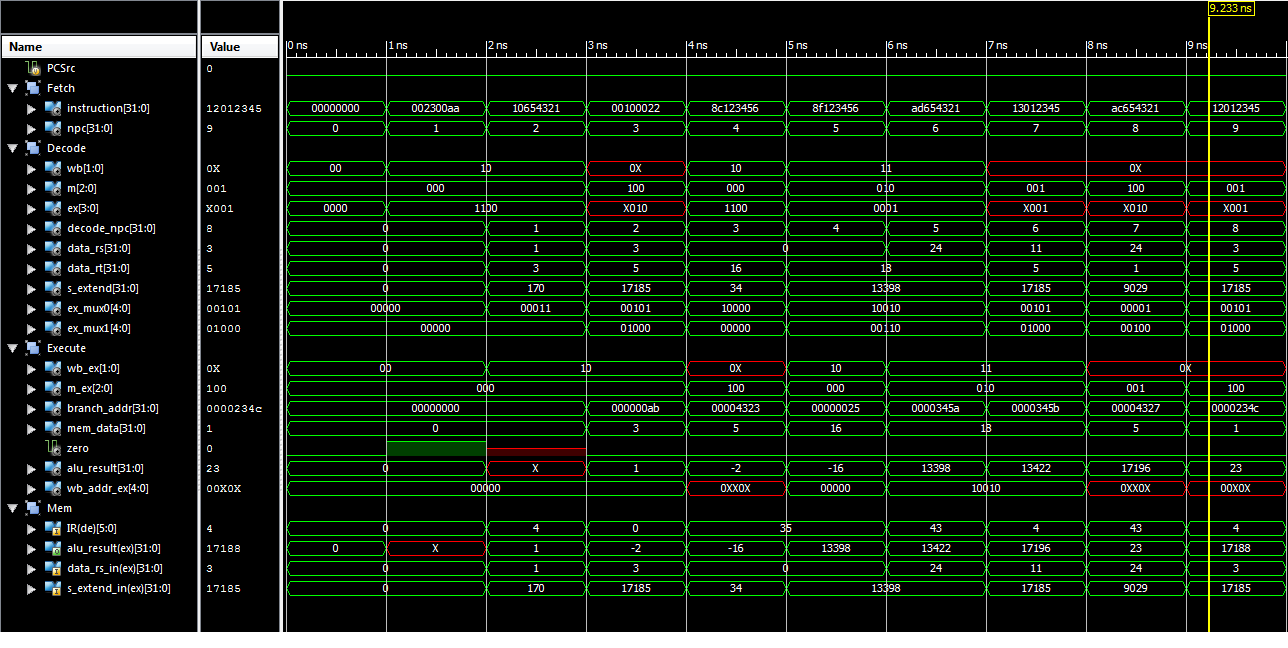 9.233 ns
Name Value 0 ns 1 ns 2 ns 3 ns 4 ns 5 ns 6 ns 7 ns 8 ns 9 ns
PCSrc 0
Fetch
instruction[31:0] 12012345 00000000 002300aa 10654321 00100022 8c123456 8f123456 ad654321 13012345 ac654321 12012345
npc[31:0] 9 0 1 2 3 4 5 6 7 8 9
Decode
wb[1:0] 0X 00 10 0X 10 11 0X
m[2:0] 001 000 100 000 010 001 100 001
ex[3:0] X001 0000 1100 X010 1100 0001 X001 X010 X001
decode_npc[31:0] 8 0 1 2 3 4 5 6 7 8
data_rs[31:0] 3 0 1 3 0 24 11 24 3
data_rt[31:0] 5 0 3 5 16 18 5 1 5
s_extend[31:0] 17185 0 170 17185 34 13398 17185 9029 17185
ex_mux0[4:0] 00101 00000 00011 00101 10000 10010 00101 00001 00101
ex_mux1[4:0] 01000 00000 01000 00000 00110 01000 00100 01000
Execute
wb_ex[1:0] 0X 00 10 0X 10 11 0X
m_ex[2:0] 100 000 100 000 010 001 100
branch_addr[31:0] 0000234c 00000000 000000ab 00004323 00000025 0000345a 0000345b 00004327 0000234c
mem_data[31:0] 1 0 3 5 16 18 5 1
zero 0
alu_result[31:0] 23 0 X 1 -2 -16 13398 13422 17196 23
wb_addr_ex[4:0] 00X0X 00000 0XX0X 00000 10010 0XX0X 00X0X
Mem
IR(de)[5:0] 4 0 4 0 35 43 4 43 4
alu_result(ex)[31:0] 17188 0 X 1 -2 -16 13398 13422 17196 23 17188
data_rs_in(ex)[31:0] 3 0 1 3 0 24 11 24 3
s_extend_in(ex)[31:0] 17185 0 170 17185 34 13398 17185 9029 17185